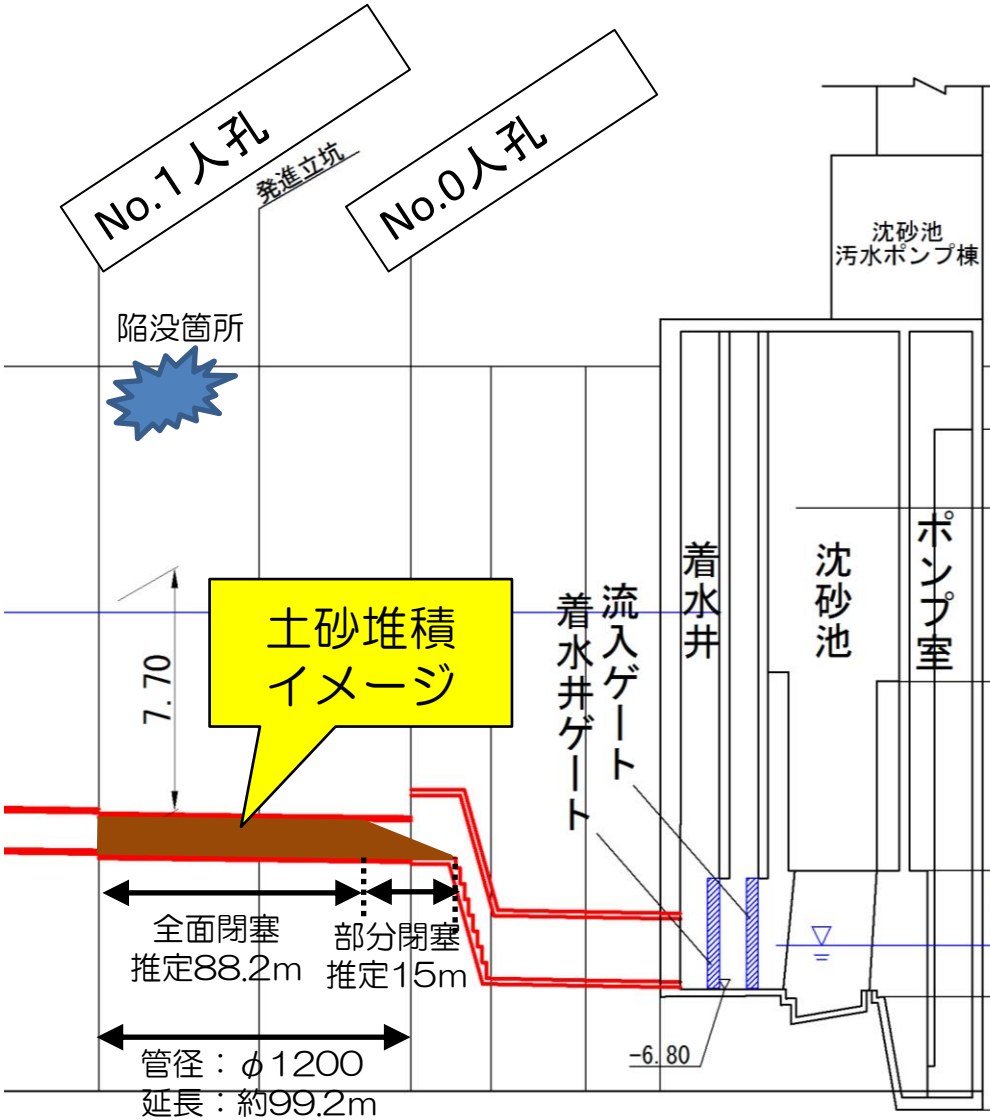 No.1人孔
発進立坑
No.0人孔
沈砂池
汚水ポンプ棟
陥没箇所
7.70
土砂堆積
イメージ
着水井ゲート
流入ゲート
着水井
沈砂池
ポンプ室
全面閉塞
推定88.2m
部分閉塞
推定15m
-6.80
管径：φ1200
延長：約99.2m